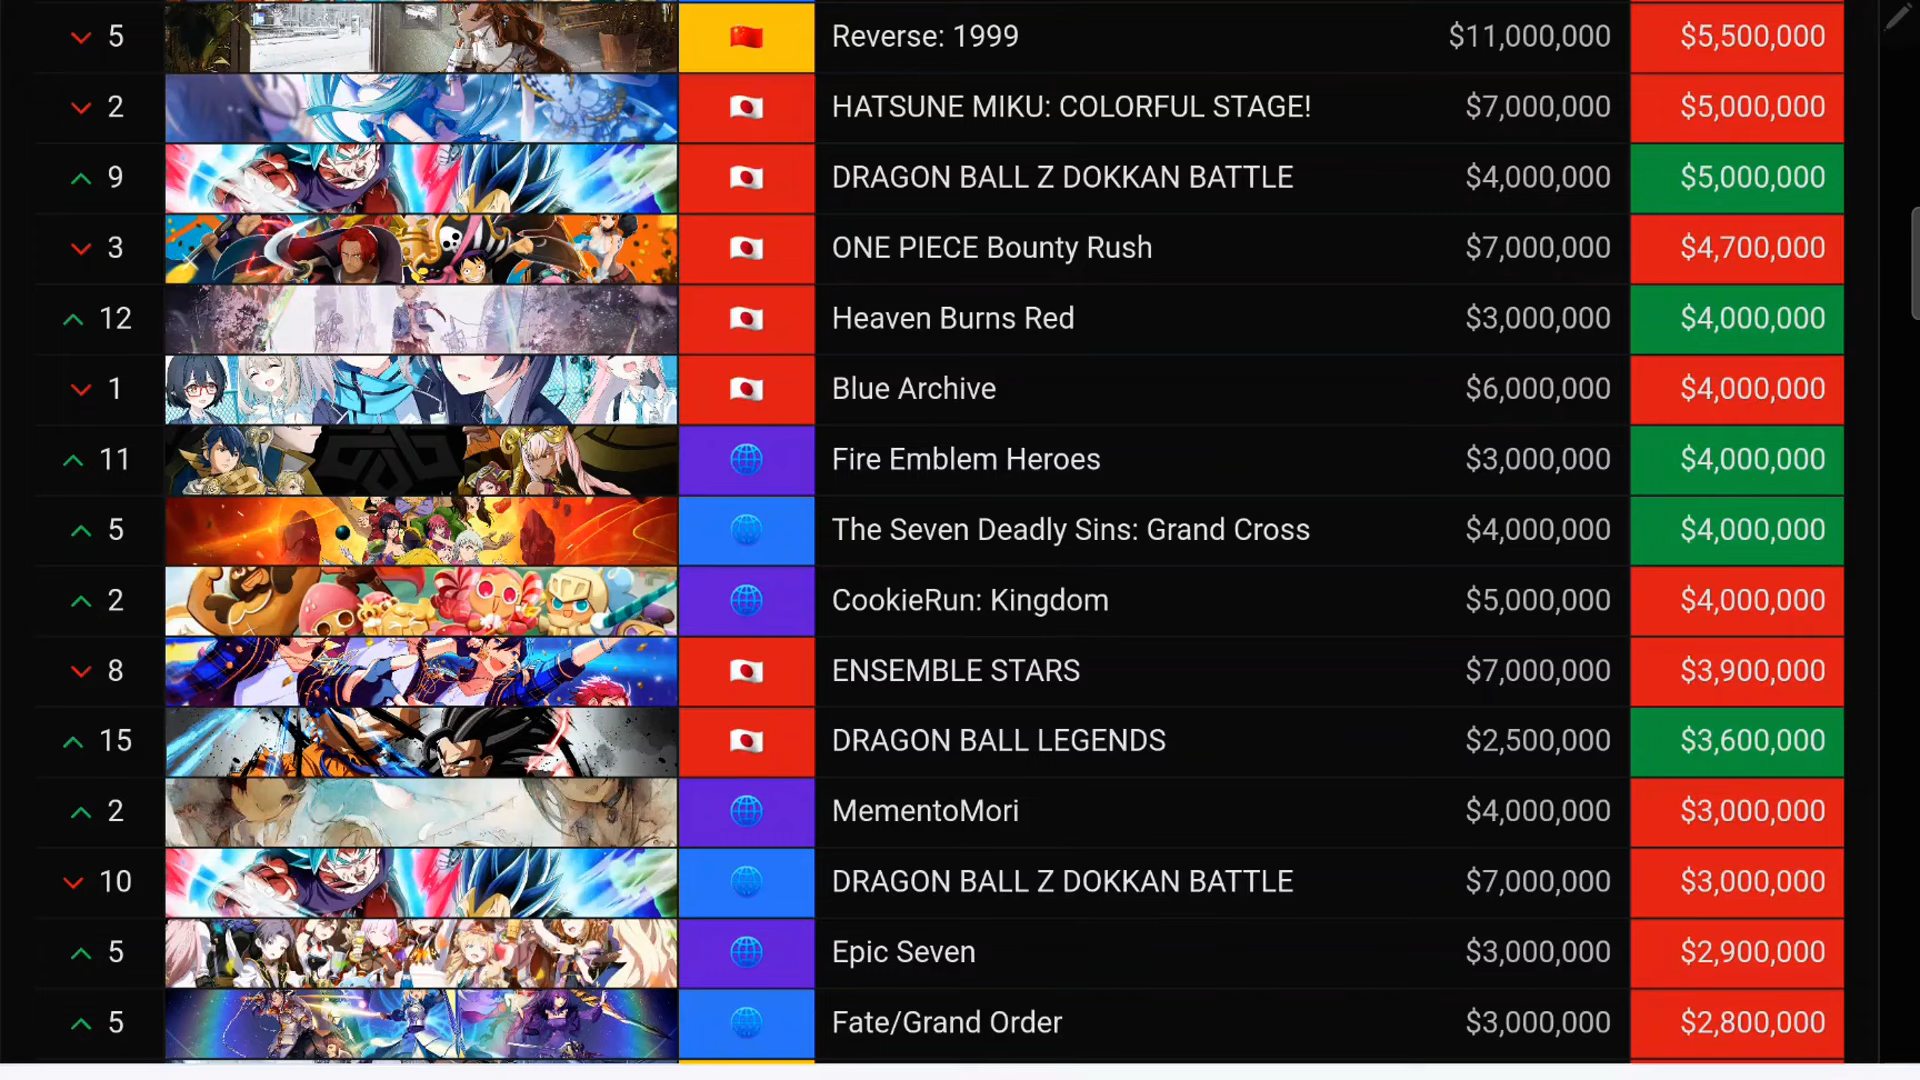 5 Reverse: 1999 $11,000,000 $5,500,000
2 HATSUNE MIKU: COLORFUL STAGE! $7,000,000 $5,000,000
9 DRAGON BALL Z DOKKAN BATTLE $4,000,000 $5,000,000
3 ONE PIECE Bounty Rush $7,000,000 $4,700,000
12 Heaven Burns Red $3,000,000 $4,000,000
1 Blue Archive $6,000,000 $4,000,000
11 Fire Emblem Heroes $3,000,000 $4,000,000
5 The Seven Deadly Sins: Grand Cross $4,000,000 $4,000,000
2 CookieRun: Kingdom $5,000,000 $4,000,000
8 ENSEMBLE STARS $7,000,000 $3,900,000
15 DRAGON BALL LEGENDS $2,500,000 $3,600,000
2 MementoMori $4,000,000 $3,000,000
10 DRAGON BALL Z DOKKAN BATTLE $7,000,000 $3,000,000
5 Epic Seven $3,000,000 $2,900,000
5 Fate/Grand Order $3,000,000 $2,800,000